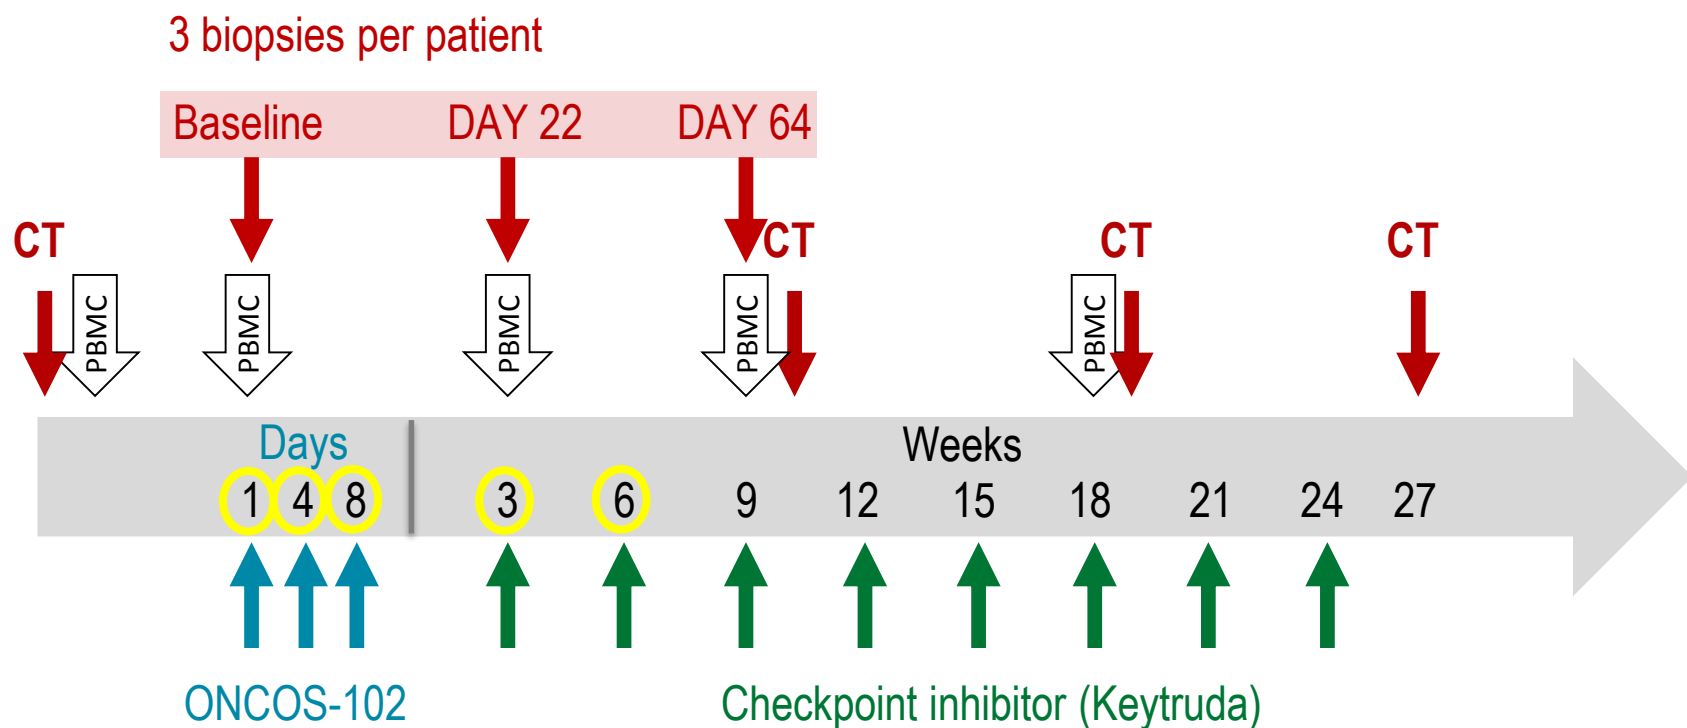 3 biopsies per patient
Baseline DAY 22 DAY 64
CT CT CT CT
PBMC PBMC PBMC PBMC PBMC
Days Weeks
1 4 8 3 6 9 12 15 18 21 24 27
ONCOS-102 Checkpoint inhibitor (Keytruda)